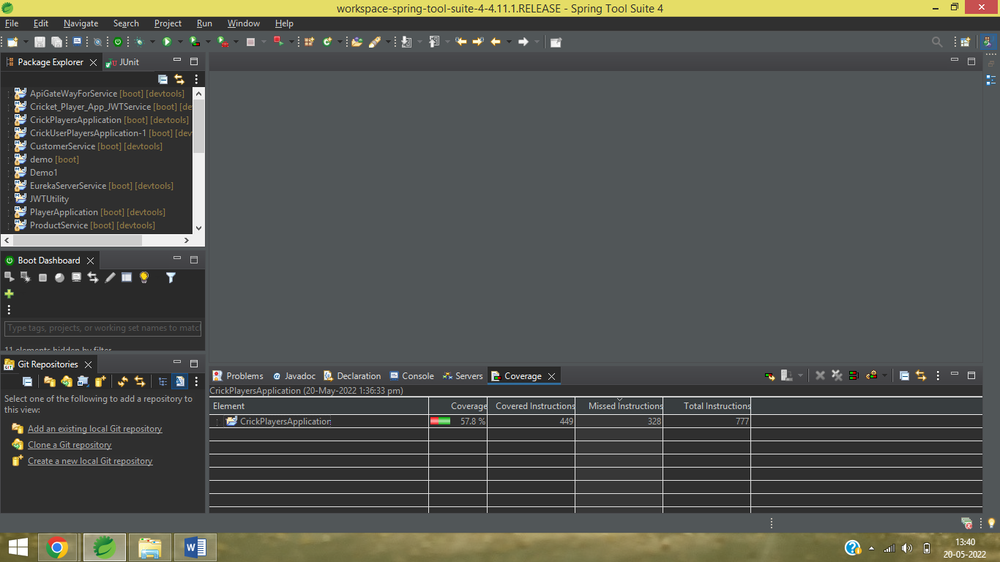 workspace-spring-tool-suite-4-4.11.1.RELEASE - Spring Tool Suite 4
File Edit Navigate Search Project Run Window Help
Package Explorer JUnit
ApiGateWayForService [boot] [devtools]
Cricket_Player_App_JWTService [boot] [de
CrickPlayersApplication [boot] [devtools]
CrickUserPlayersApplication-1 [boot] [dev
CustomerService [boot] [devtools]
demo [boot]
Demo1
EurekaServerService [boot] [devtools]
JWTUtility
PlayerApplication [boot] [devtools]
ProductService [boot] [devtools]
Boot Dashboard
Type tags, projects, or working set names to match
11 elements hidden by filter
Git Repositories
Select one of the following to add a repository to
this view:
Add an existing local Git repository
Clone a Git repository
Create a new local Git repository
Problems Javadoc Declaration Console Servers Coverage
CrickPlayersApplication (20-May-2022 1:36:33 pm)
Element Coverage Covered Instructions Missed Instructions Total Instructions
CrickPlayersApplication 57.8 % 449 328 777
13:40
20-05-2022